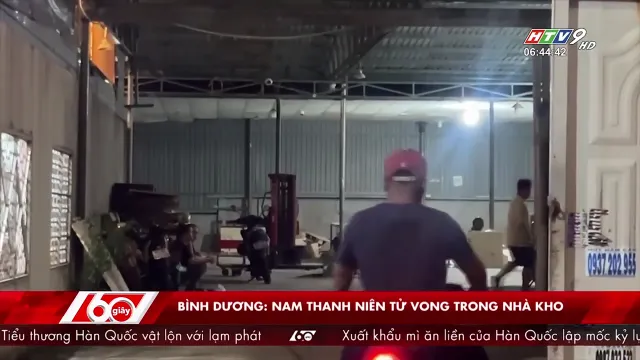 HTV9 HD
06:44:42
0937 202 955
60 giây
BÌNH DƯƠNG: NAM THANH NIÊN TỬ VONG TRONG NHÀ KHO
Tiểu thương Hàn Quốc vật lộn với lạm phát
60
Xuất khẩu mì ăn liền của Hàn Quốc lập mốc kỷ l